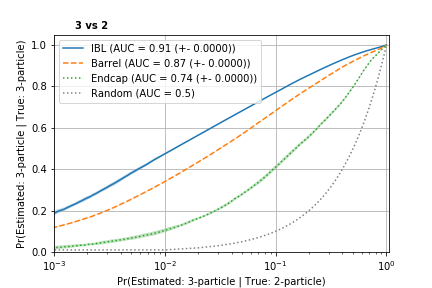 3 vs 2
IBL (AUC = 0.91 (+- 0.0000))
Barrel (AUC = 0.87 (+- 0.0000))
Endcap (AUC = 0.74 (+- 0.0000))
Random (AUC = 0.5)
Pr(Estimated: 3-particle | True: 3-particle)
1.0
0.8
0.6
0.4
0.2
0.0
10⁻³
10⁻²
10⁻¹
10⁰
Pr(Estimated: 3-particle | True: 2-particle)